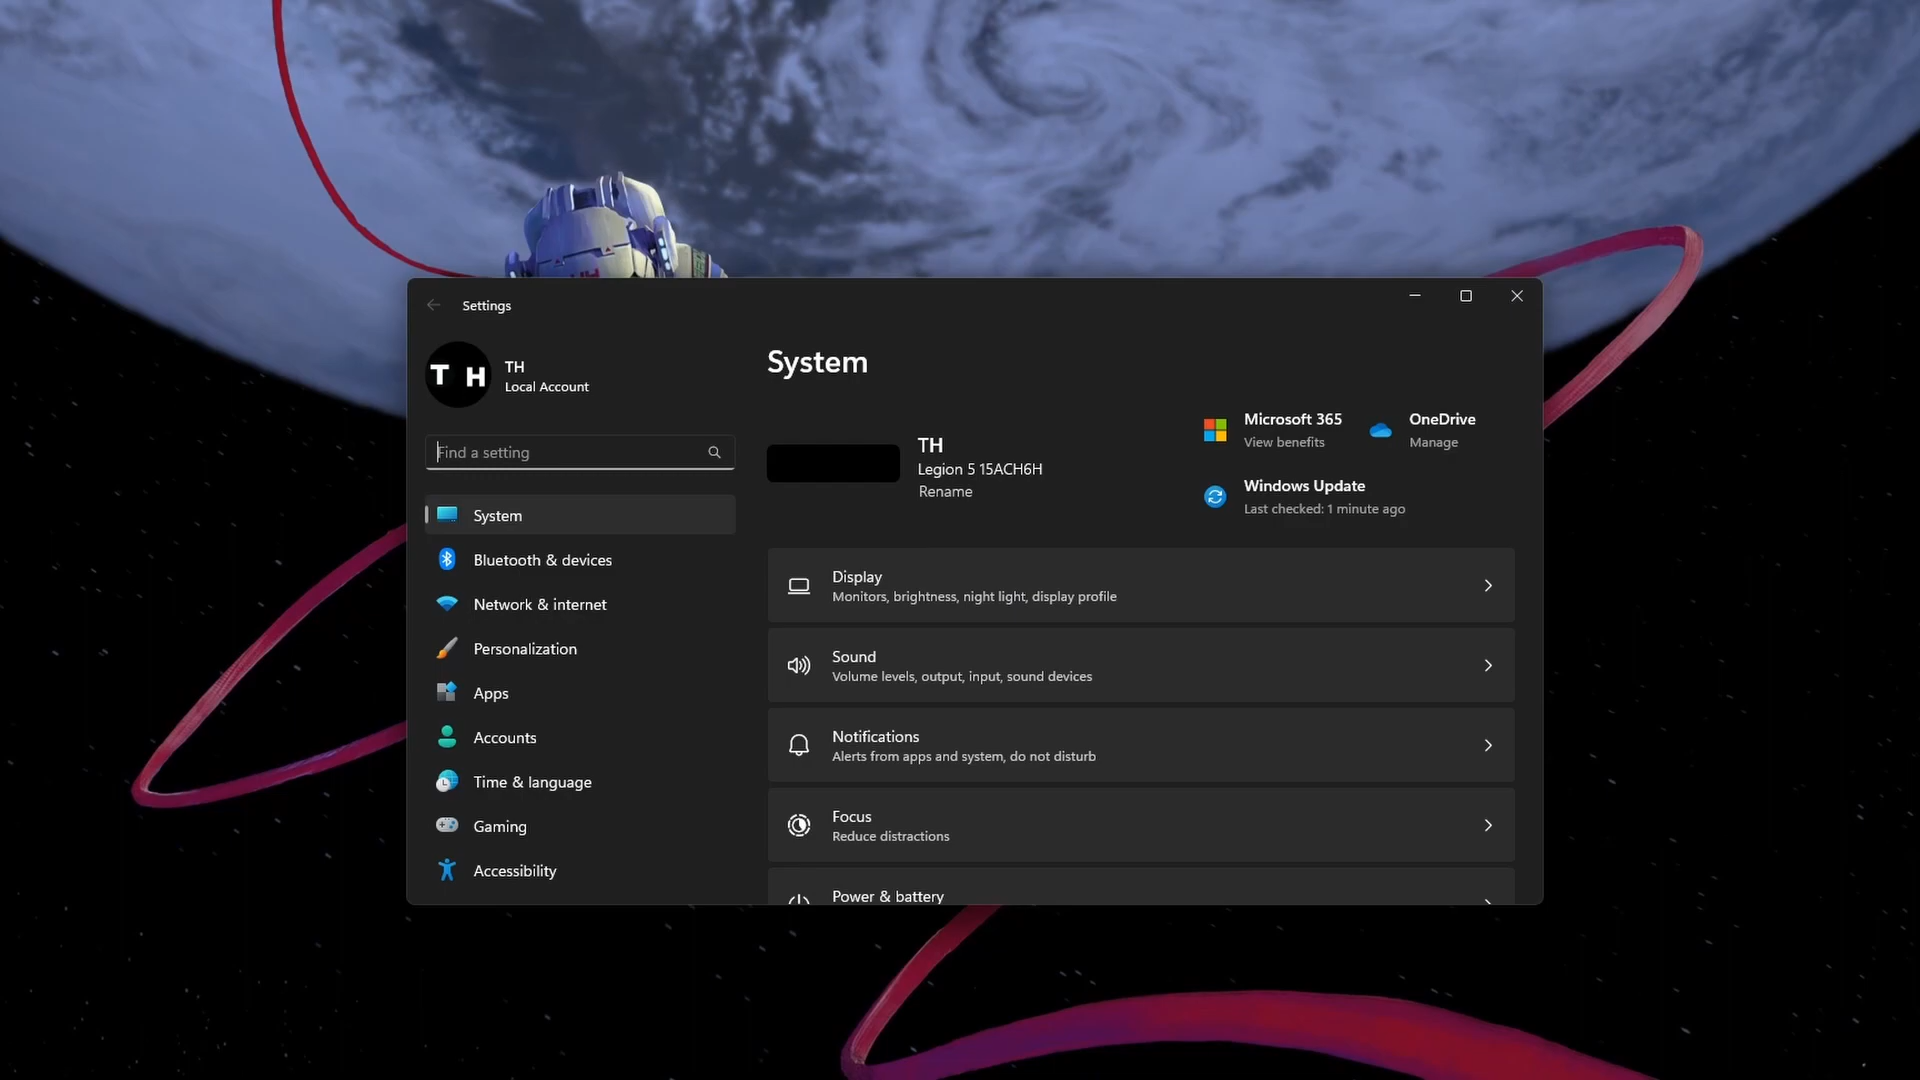 Settings
T H
TH
Local Account
Find a setting
System
Bluetooth & devices
Network & internet
Personalization
Apps
Accounts
Time & language
Gaming
Accessibility
System
TH
Legion 5 15ACH6H
Rename
Microsoft 365
View benefits
OneDrive
Manage
Windows Update
Last checked: 1 minute ago
Display
Monitors, brightness, night light, display profile
Sound
Volume levels, output, input, sound devices
Notifications
Alerts from apps and system, do not disturb
Focus
Reduce distractions
Power & battery